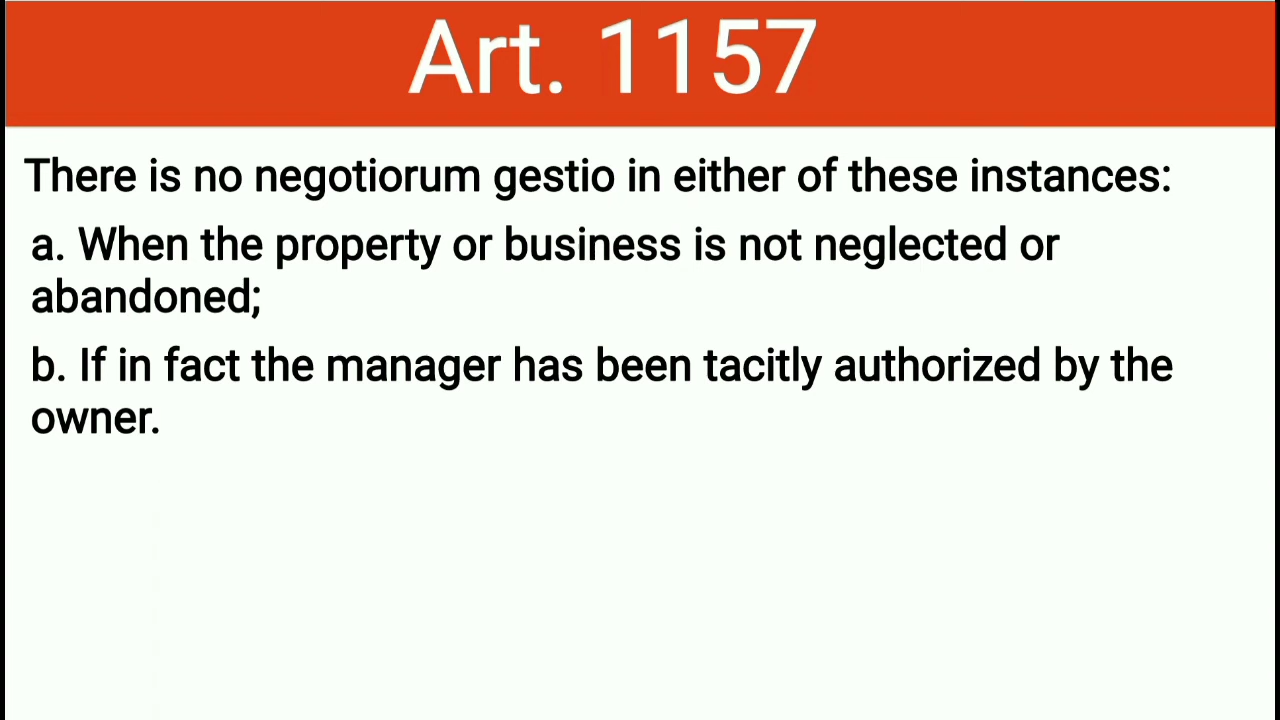 Art. 1157
There is no negotiorum gestio in either of these instances:
a. When the property or business is not neglected or
abandoned;
b. If in fact the manager has been tacitly authorized by the
owner.